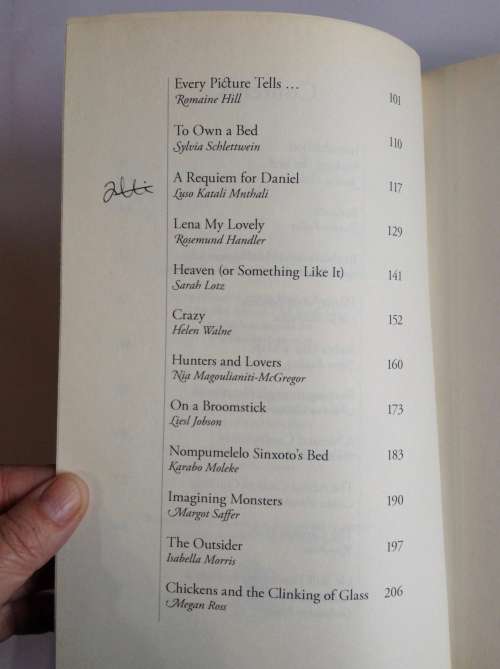 Every Picture Tells …
Romaine Hill
101
To Own a Bed
Sylvia Schlettwein
110
A Requiem for Daniel
Luso Katali Mnthali
117
Lena My Lovely
Rosemund Handler
129
Heaven (or Something Like It)
Sarah Lotz
141
Crazy
Helen Walne
152
Hunters and Lovers
Nia Magoulianiti-McGregor
160
On a Broomstick
Liesl Jobson
173
Nompumelelo Sinxoto's Bed
Karabo Moleke
183
Imagining Monsters
Margot Saffer
190
The Outsider
Isabella Morris
197
Chickens and the Clinking of Glass
Megan Ross
206